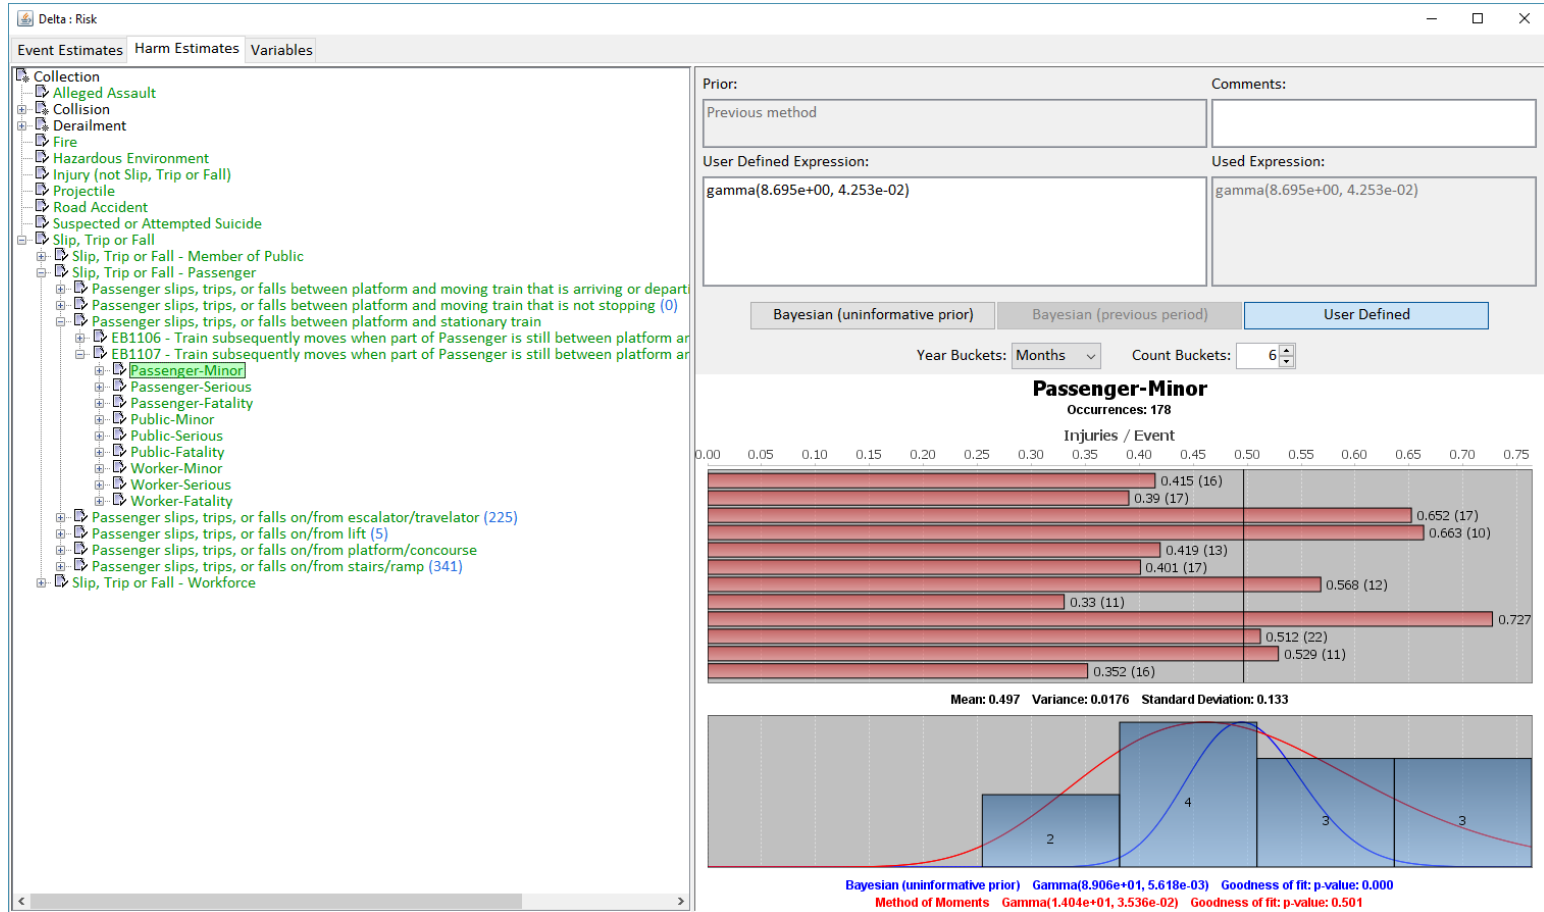 Delta : Risk
Event Estimates Harm Estimates Variables
Collection
Alleged Assault
Collision
Derailment
Fire
Hazardous Environment
Injury (not Slip, Trip or Fall)
Projectile
Road Accident
Suspected or Attempted Suicide
Slip, Trip or Fall
Slip, Trip or Fall - Member of Public
Slip, Trip or Fall - Passenger
Passenger slips, trips, or falls between platform and moving train that is arriving or departi
Passenger slips, trips, or falls between platform and moving train that is not stopping (0)
Passenger slips, trips, or falls between platform and stationary train
EB1106 - Train subsequently moves when part of Passenger is still between platform ar
EB1107 - Train subsequently moves when part of Passenger is still between platform ar
Passenger-Minor
Passenger-Serious
Passenger-Fatality
Public-Minor
Public-Serious
Public-Fatality
Worker-Minor
Worker-Serious
Worker-Fatality
Passenger slips, trips, or falls on/from escalator/travelator (225)
Passenger slips, trips, or falls on/from lift (5)
Passenger slips, trips, or falls on/from platform/concourse
Passenger slips, trips, or falls on/from stairs/ramp (341)
Slip, Trip or Fall - Workforce
Prior: Comments:
Previous method
User Defined Expression: Used Expression:
gamma(8.695e+00, 4.253e-02) gamma(8.695e+00, 4.253e-02)
Bayesian (uninformative prior) Bayesian (previous period) User Defined
Year Buckets: Months Count Buckets: 6
Passenger-Minor
Occurrences: 178
Injuries / Event
0.00 0.05 0.10 0.15 0.20 0.25 0.30 0.35 0.40 0.45 0.50 0.55 0.60 0.65 0.70 0.75
0.415 (16)
0.39 (17)
0.652 (17)
0.663 (10)
0.419 (13)
0.401 (17)
0.568 (12)
0.33 (11)
0.727
0.512 (22)
0.529 (11)
0.352 (16)
Mean: 0.497 Variance: 0.0176 Standard Deviation: 0.133
2 4 3 3
Bayesian (uninformative prior) Gamma(8.906e+01, 5.618e-03) Goodness of fit: p-value: 0.000
Method of Moments Gamma(1.404e+01, 3.536e-02) Goodness of fit: p-value: 0.501